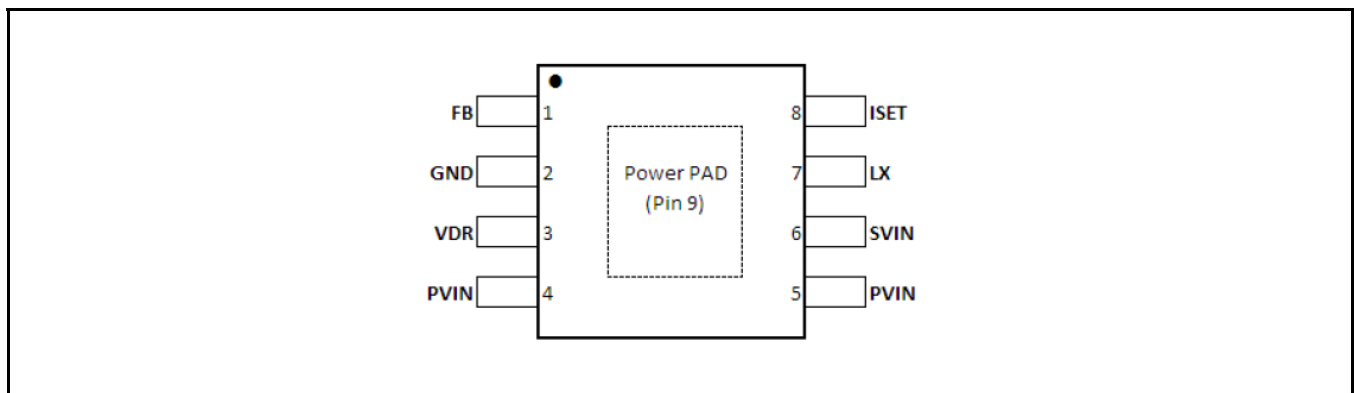 FB 1 8 ISET
GND 2 Power PAD 7 LX
(Pin 9)
VDR 3 6 SVIN
PVIN 4 5 PVIN